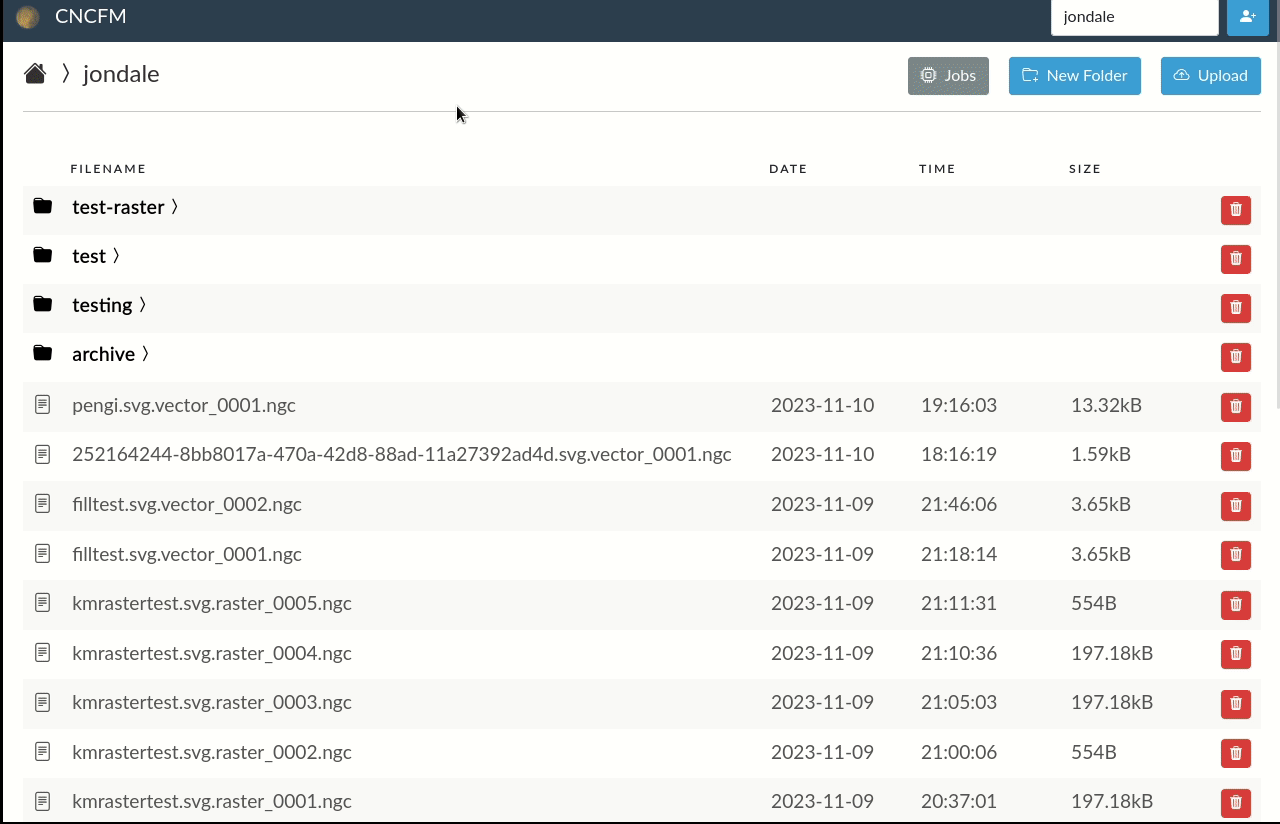 CNCFM jondale
〉 jondale Jobs New Folder Upload
FILENAME DATE TIME SIZE
test-raster 〉
test 〉
testing 〉
archive 〉
pengi.svg.vector_0001.ngc 2023-11-10 19:16:03 13.32kB
252164244-8bb8017a-470a-42d8-88ad-11a27392ad4d.svg.vector_0001.ngc 2023-11-10 18:16:19 1.59kB
filltest.svg.vector_0002.ngc 2023-11-09 21:46:06 3.65kB
filltest.svg.vector_0001.ngc 2023-11-09 21:18:14 3.65kB
kmrastertest.svg.raster_0005.ngc 2023-11-09 21:11:31 554B
kmrastertest.svg.raster_0004.ngc 2023-11-09 21:10:36 197.18kB
kmrastertest.svg.raster_0003.ngc 2023-11-09 21:05:03 197.18kB
kmrastertest.svg.raster_0002.ngc 2023-11-09 21:00:06 554B
kmrastertest.svg.raster_0001.ngc 2023-11-09 20:37:01 197.18kB